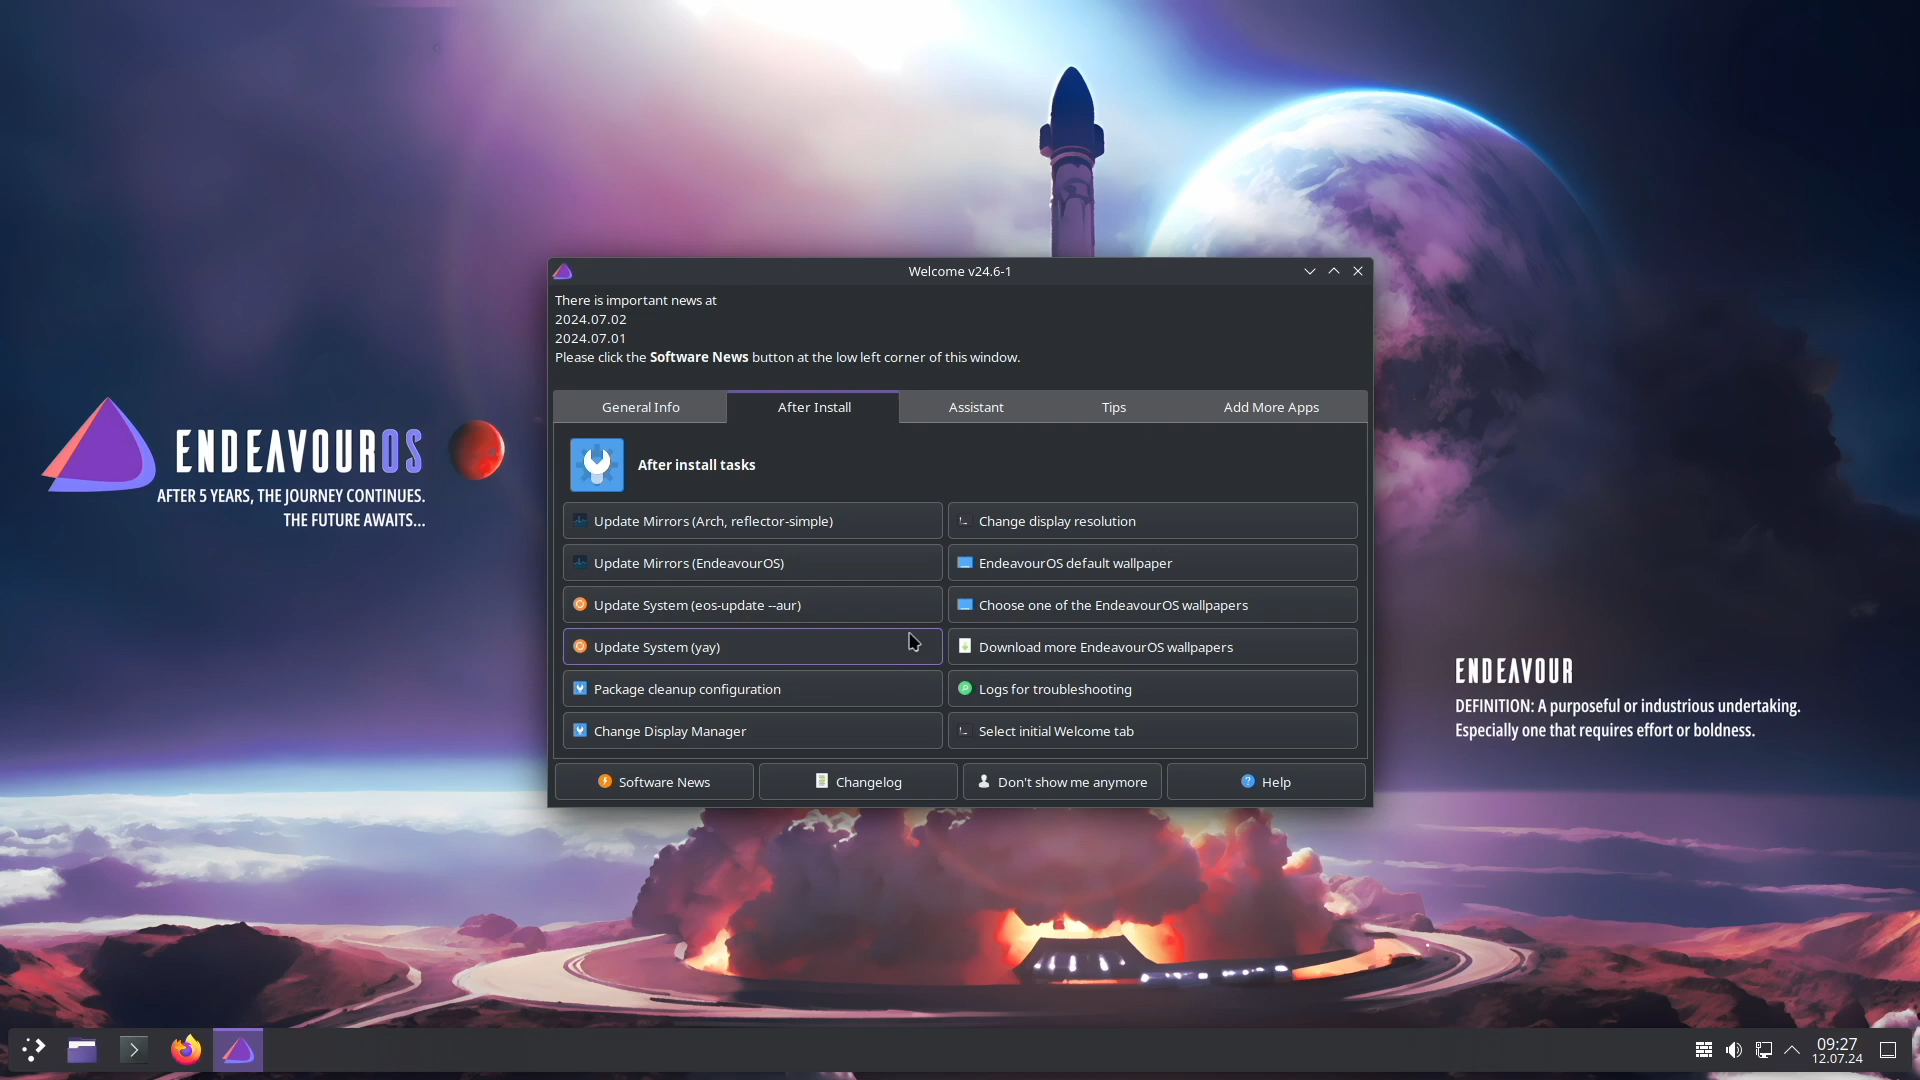 Welcome v24.6-1
There is important news at
2024.07.02
2024.07.01
Please click the Software News button at the low left corner of this window.
General Info
After Install
Assistant
Tips
Add More Apps
After install tasks
Update Mirrors (Arch, reflector-simple)
Change display resolution
Update Mirrors (EndeavourOS)
EndeavourOS default wallpaper
Update System (eos-update --aur)
Choose one of the EndeavourOS wallpapers
Update System (yay)
Download more EndeavourOS wallpapers
Package cleanup configuration
Logs for troubleshooting
Change Display Manager
Select initial Welcome tab
Software News
Changelog
Don't show me anymore
Help
ENDEAVOUROS
AFTER 5 YEARS, THE JOURNEY CONTINUES.
THE FUTURE AWAITS...
ENDEAVOUR
DEFINITION: A purposeful or industrious undertaking.
Especially one that requires effort or boldness.
09:27
12.07.24